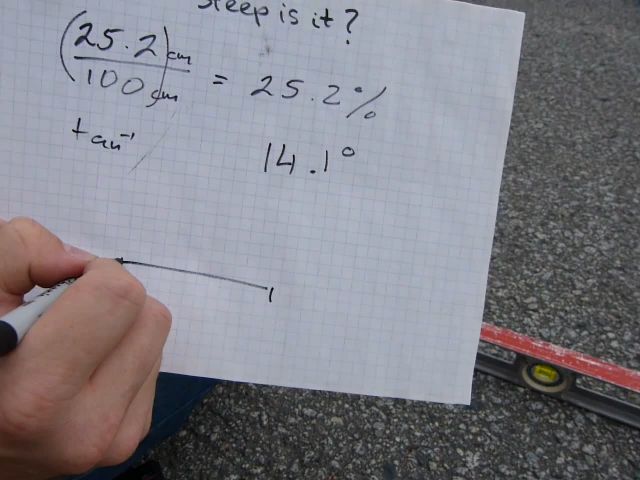 steep is it?
(25.2) cm
100 cm = 25.2%
tan⁻¹ 14.1°